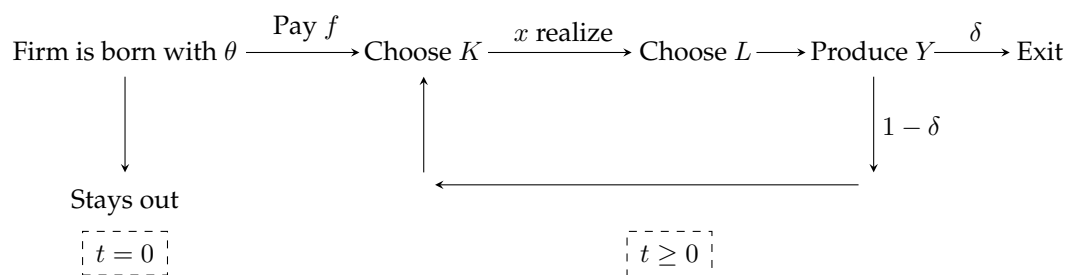 Pay f
x realize
δ
Firm is born with θ
Choose K
Choose L
Produce Y
Exit
1 − δ
Stays out
t = 0
t ≥ 0